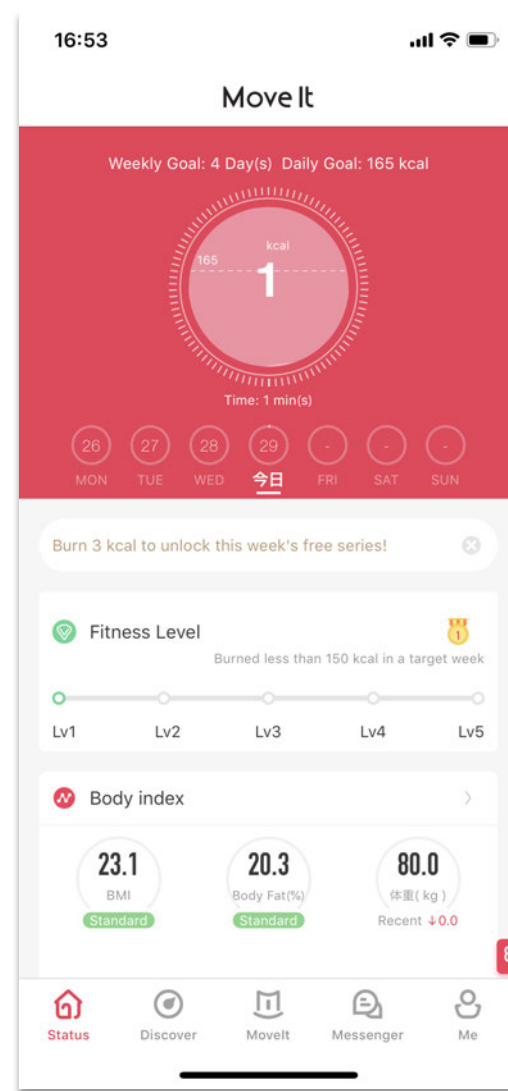 16:53
Move It
Weekly Goal: 4 Day(s) Daily Goal: 165 kcal
kcal
165
1
Time: 1 min(s)
26 27 28 29 - - -
MON TUE WED 今日 FRI SAT SUN
Burn 3 kcal to unlock this week's free series!
Fitness Level
1
Burned less than 150 kcal in a target week
Lv1 Lv2 Lv3 Lv4 Lv5
Body index
23.1 20.3 80.0
BMI Body Fat(%) 体重( kg )
Standard Standard Recent ↓0.0
Status Discover MoveIt Messenger Me